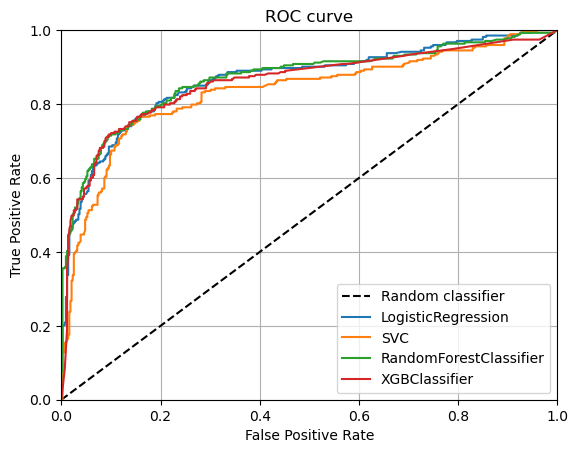 ROC curve
True Positive Rate
1.0
0.8
0.6
0.4
0.2
0.0
Random classifier
LogisticRegression
SVC
RandomForestClassifier
XGBClassifier
0.0 0.2 0.4 0.6 0.8 1.0
False Positive Rate